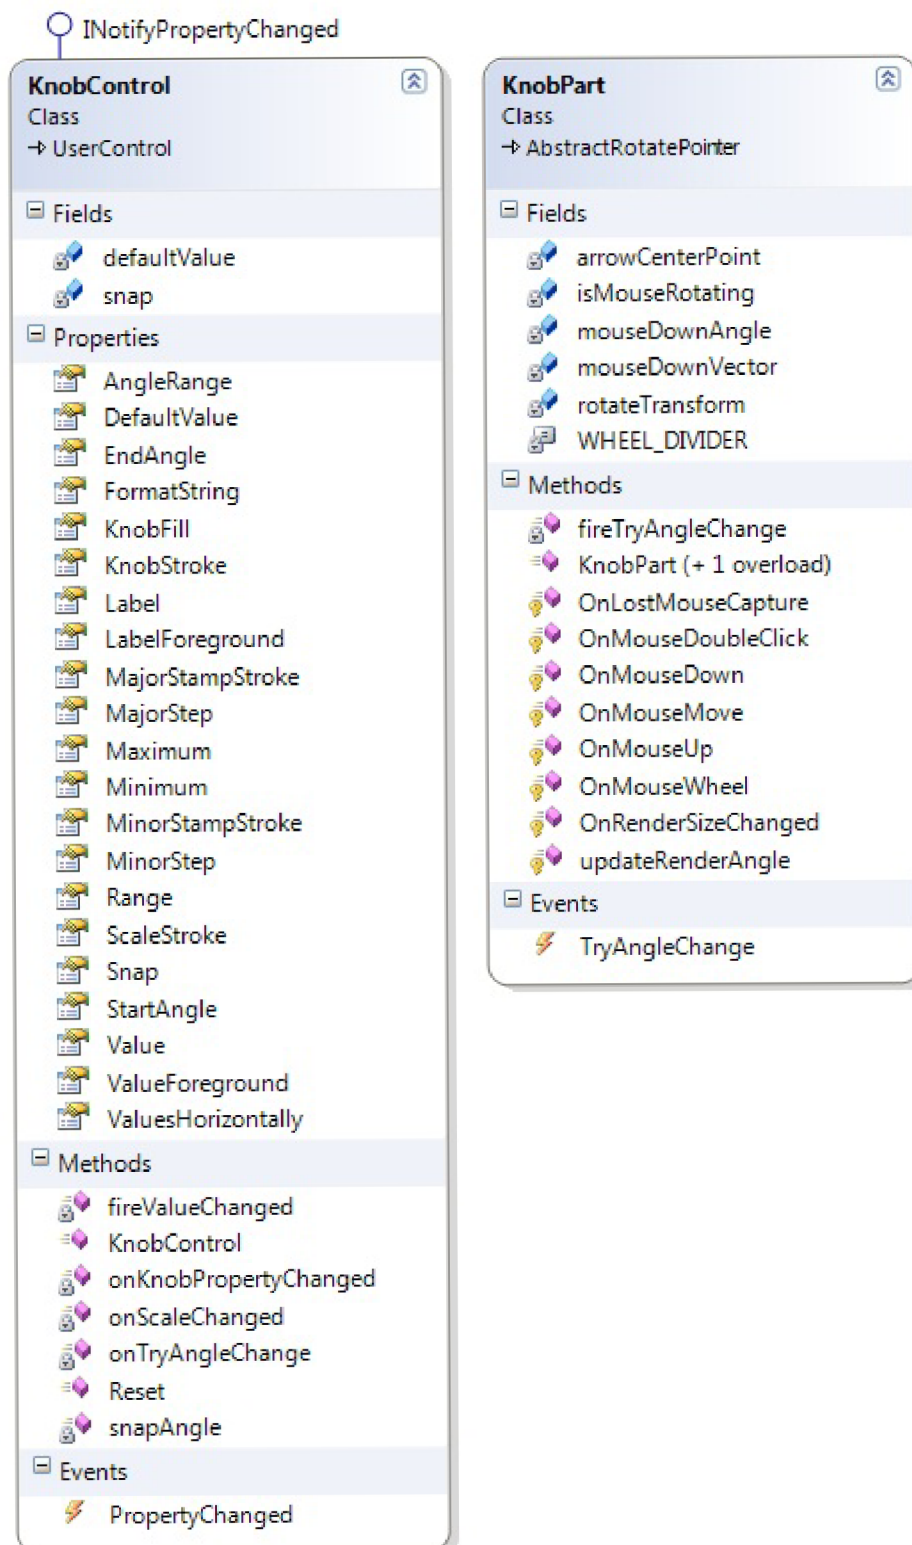 INotifyPropertyChanged
KnobControl
Class
UserControl
Fields
defaultValue
snap
Properties
AngleRange
DefaultValue
EndAngle
FormatString
KnobFill
KnobStroke
Label
LabelForeground
MajorStampStroke
MajorStep
Maximum
Minimum
MinorStampStroke
MinorStep
Range
ScaleStroke
Snap
StartAngle
Value
ValueForeground
ValuesHorizontally
Methods
fireValueChanged
KnobControl
onKnobPropertyChanged
onScaleChanged
onTryAngleChange
Reset
snapAngle
Events
PropertyChanged
KnobPart
Class
AbstractRotatePointer
Fields
arrowCenterPoint
isMouseRotating
mouseDownAngle
mouseDownVector
rotateTransform
WHEEL_DIVIDER
Methods
fireTryAngleChange
KnobPart (+ 1 overload)
OnLostMouseCapture
OnMouseDoubleClick
OnMouseDown
OnMouseMove
OnMouseUp
OnMouseWheel
OnRenderSizeChanged
updateRenderAngle
Events
TryAngleChange